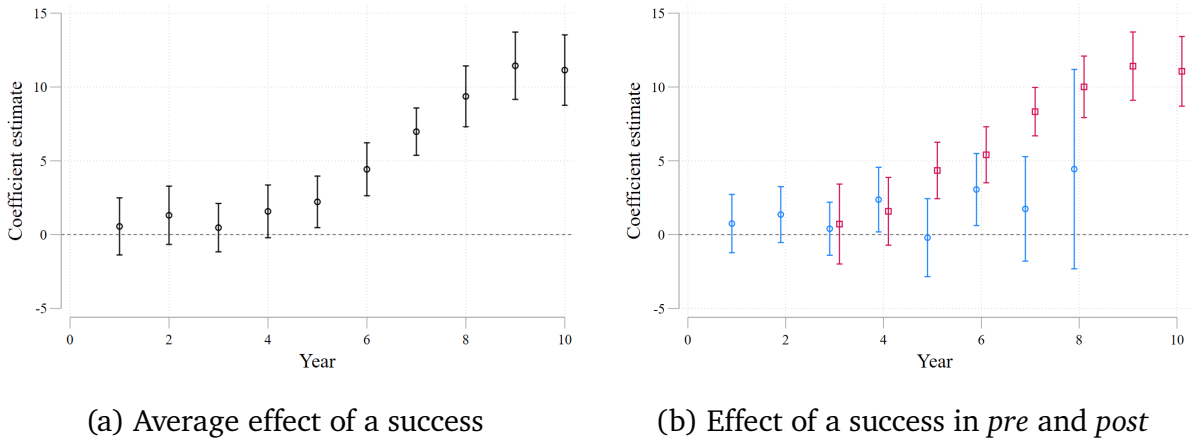 15
10
5
0
-5
Coefficient estimate
0 2 4 6 8 10
Year
(a) Average effect of a success
15
10
5
0
-5
Coefficient estimate
0 2 4 6 8 10
Year
(b) Effect of a success in pre and post